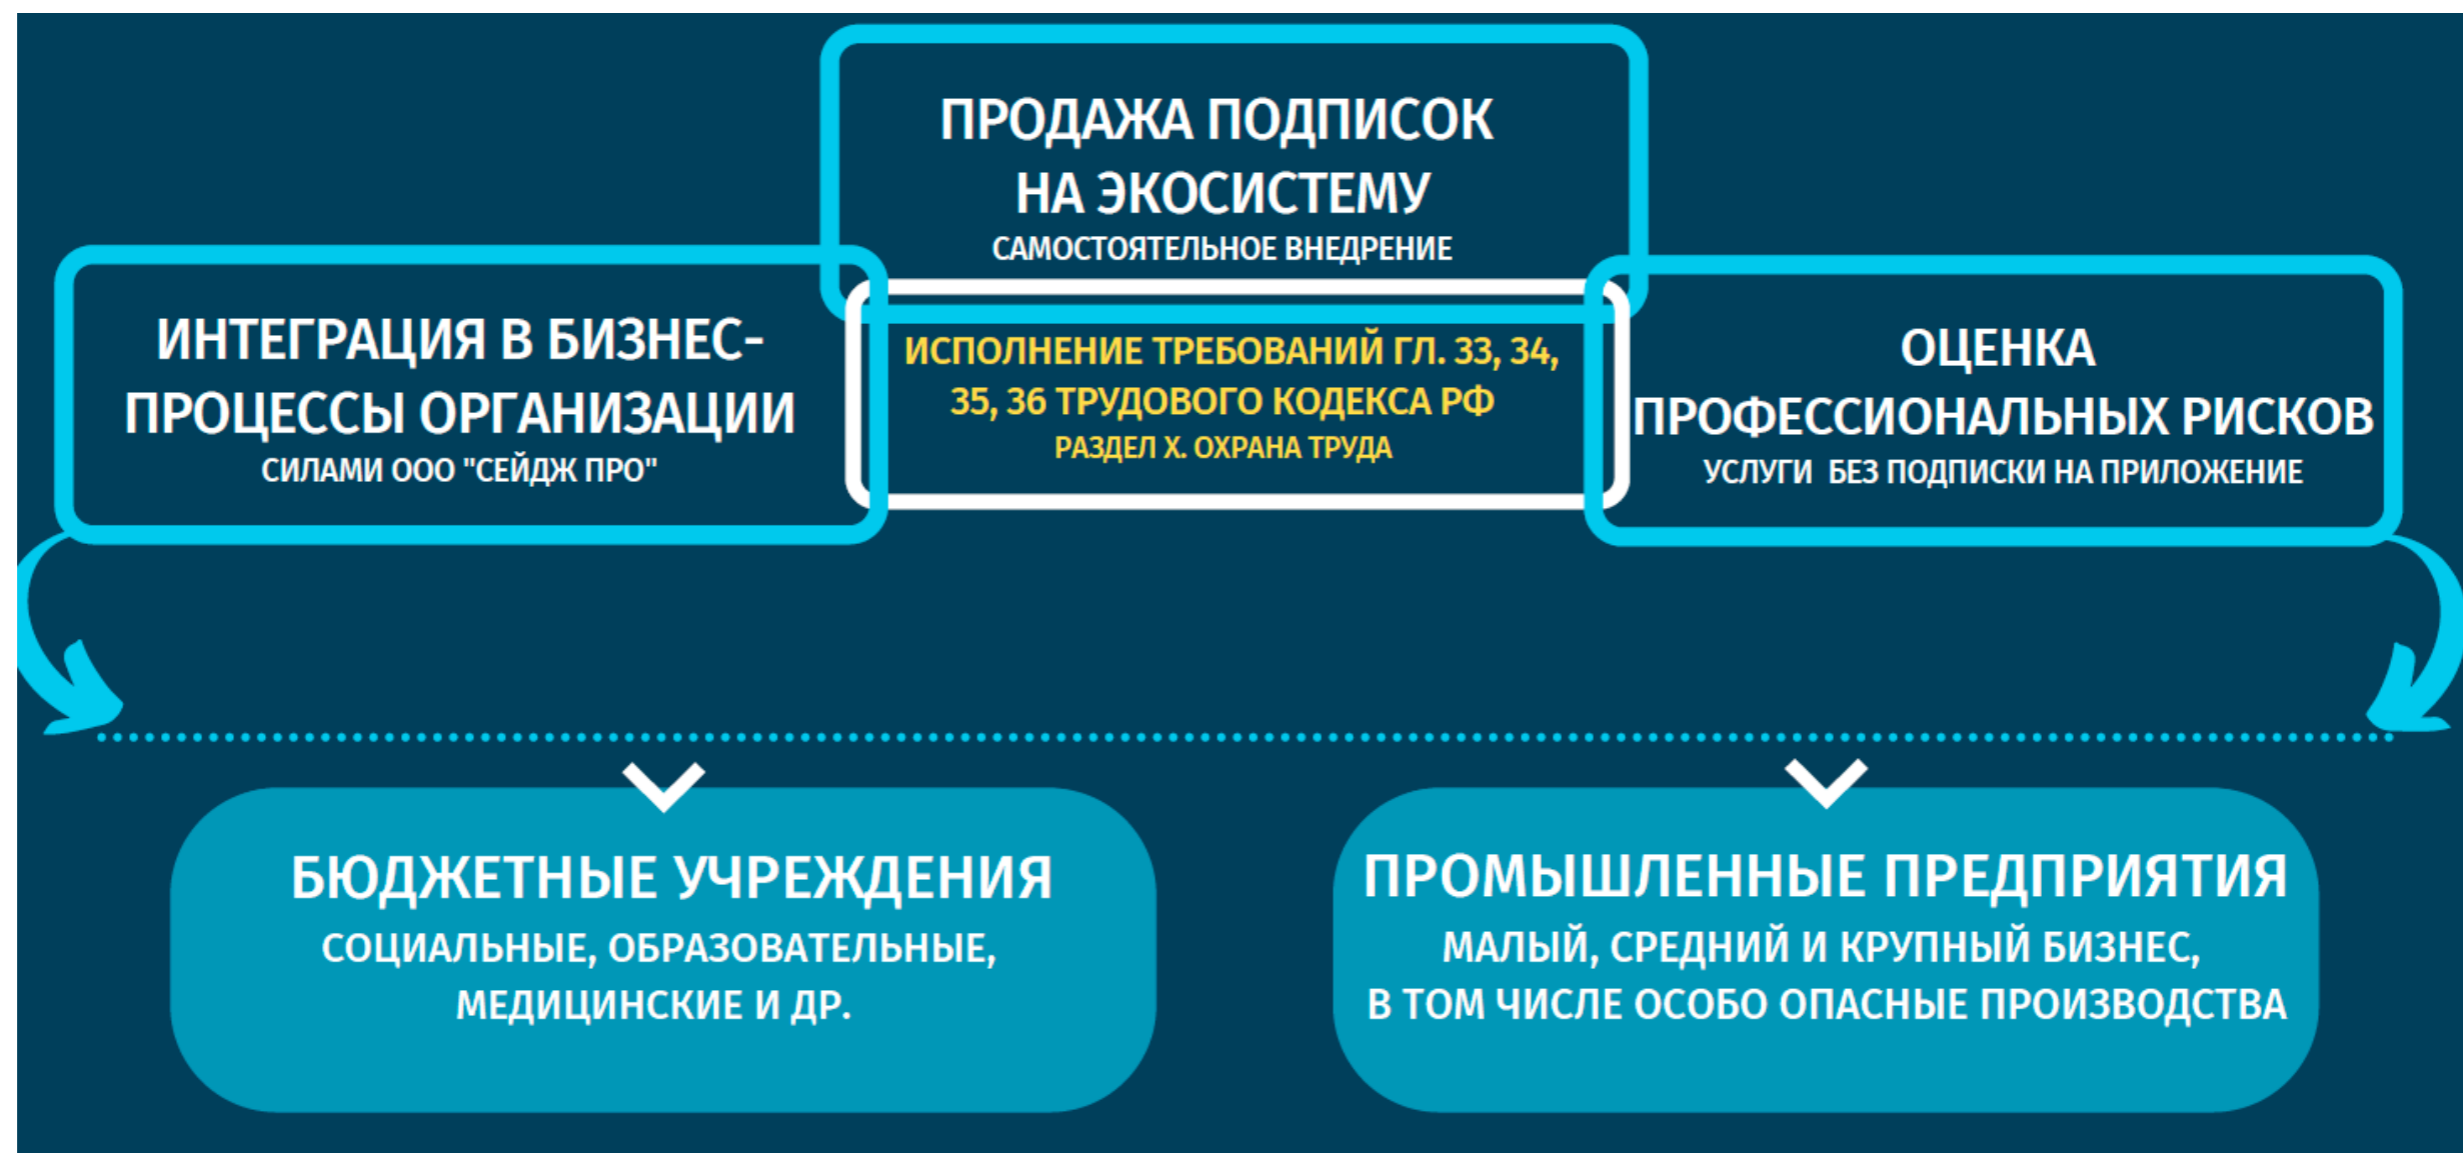 ПРОДАЖА ПОДПИСОК
НА ЭКОСИСТЕМУ
САМОСТОЯТЕЛЬНОЕ ВНЕДРЕНИЕ
ИНТЕГРАЦИЯ В БИЗНЕС-
ПРОЦЕССЫ ОРГАНИЗАЦИИ
СИЛАМИ ООО "СЕЙДЖ ПРО"
ИСПОЛНЕНИЕ ТРЕБОВАНИЙ ГЛ. 33, 34,
35, 36 ТРУДОВОГО КОДЕКСА РФ
РАЗДЕЛ X. ОХРАНА ТРУДА
ОЦЕНКА
ПРОФЕССИОНАЛЬНЫХ РИСКОВ
УСЛУГИ БЕЗ ПОДПИСКИ НА ПРИЛОЖЕНИЕ
БЮДЖЕТНЫЕ УЧРЕЖДЕНИЯ
СОЦИАЛЬНЫЕ, ОБРАЗОВАТЕЛЬНЫЕ,
МЕДИЦИНСКИЕ И ДР.
ПРОМЫШЛЕННЫЕ ПРЕДПРИЯТИЯ
МАЛЫЙ, СРЕДНИЙ И КРУПНЫЙ БИЗНЕС,
В ТОМ ЧИСЛЕ ОСОБО ОПАСНЫЕ ПРОИЗВОДСТВА